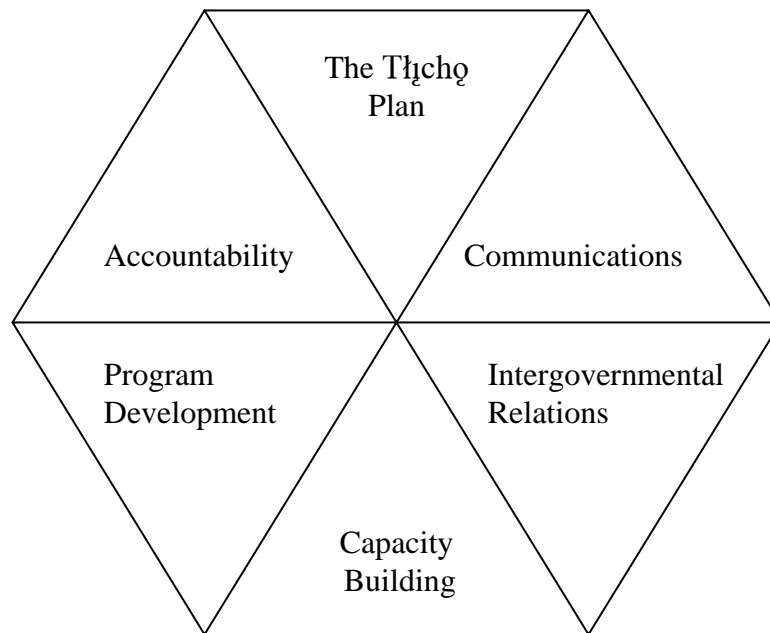 The Tłı̨chǫ
Plan
Accountability
Communications
Program
Development
Intergovernmental
Relations
Capacity
Building